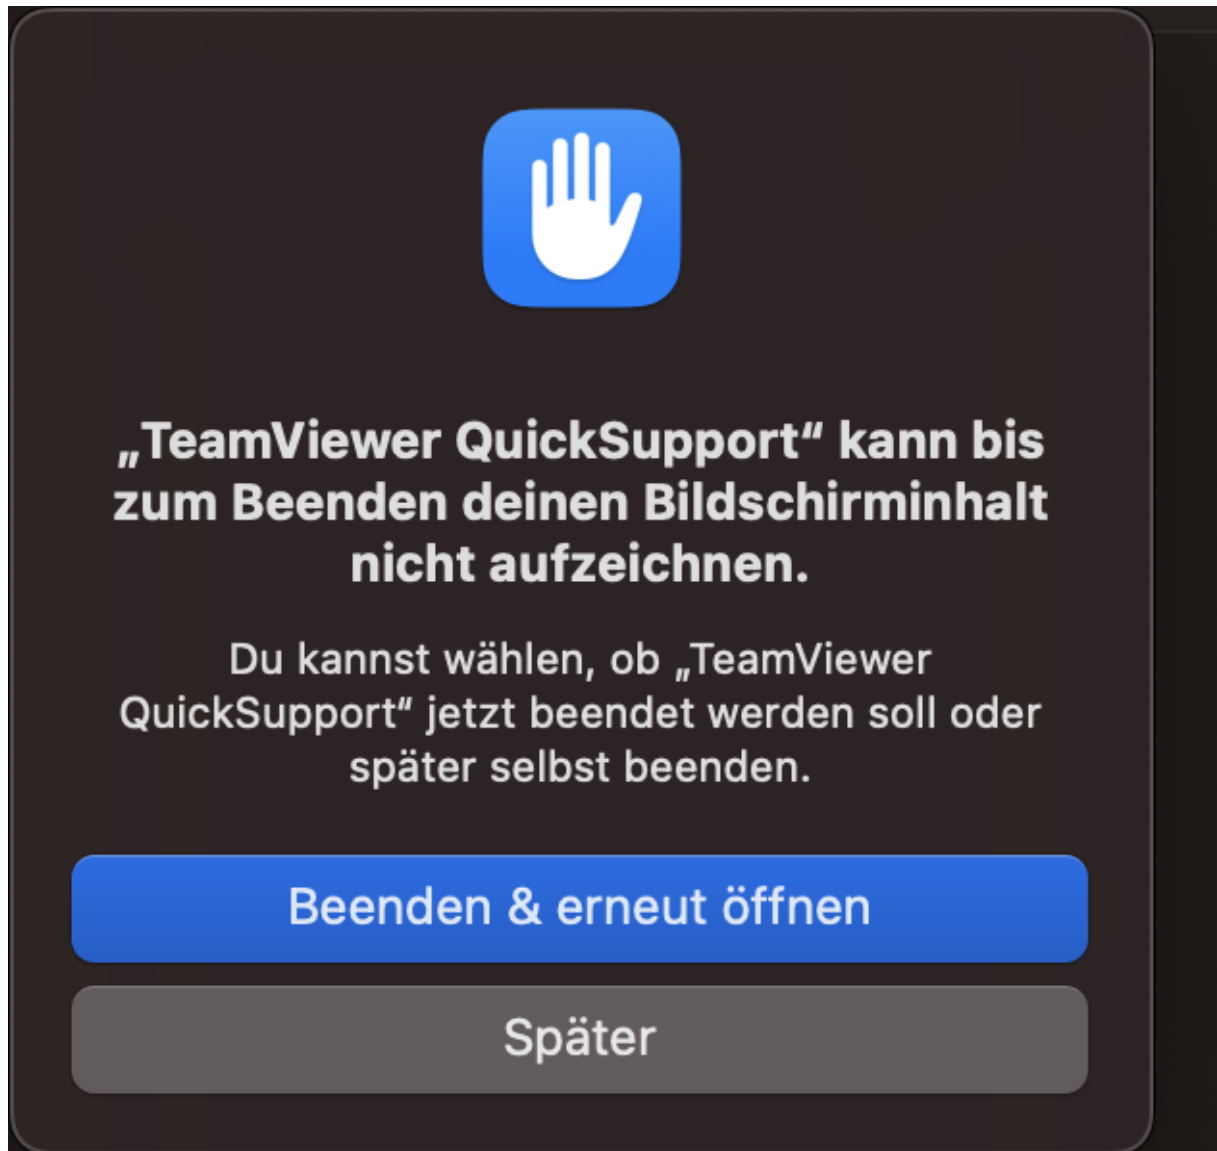 „TeamViewer QuickSupport“ kann bis
zum Beenden deinen Bildschirminhalt
nicht aufzeichnen.
Du kannst wählen, ob „TeamViewer
QuickSupport“ jetzt beendet werden soll oder
später selbst beenden.
Beenden & erneut öffnen
Später